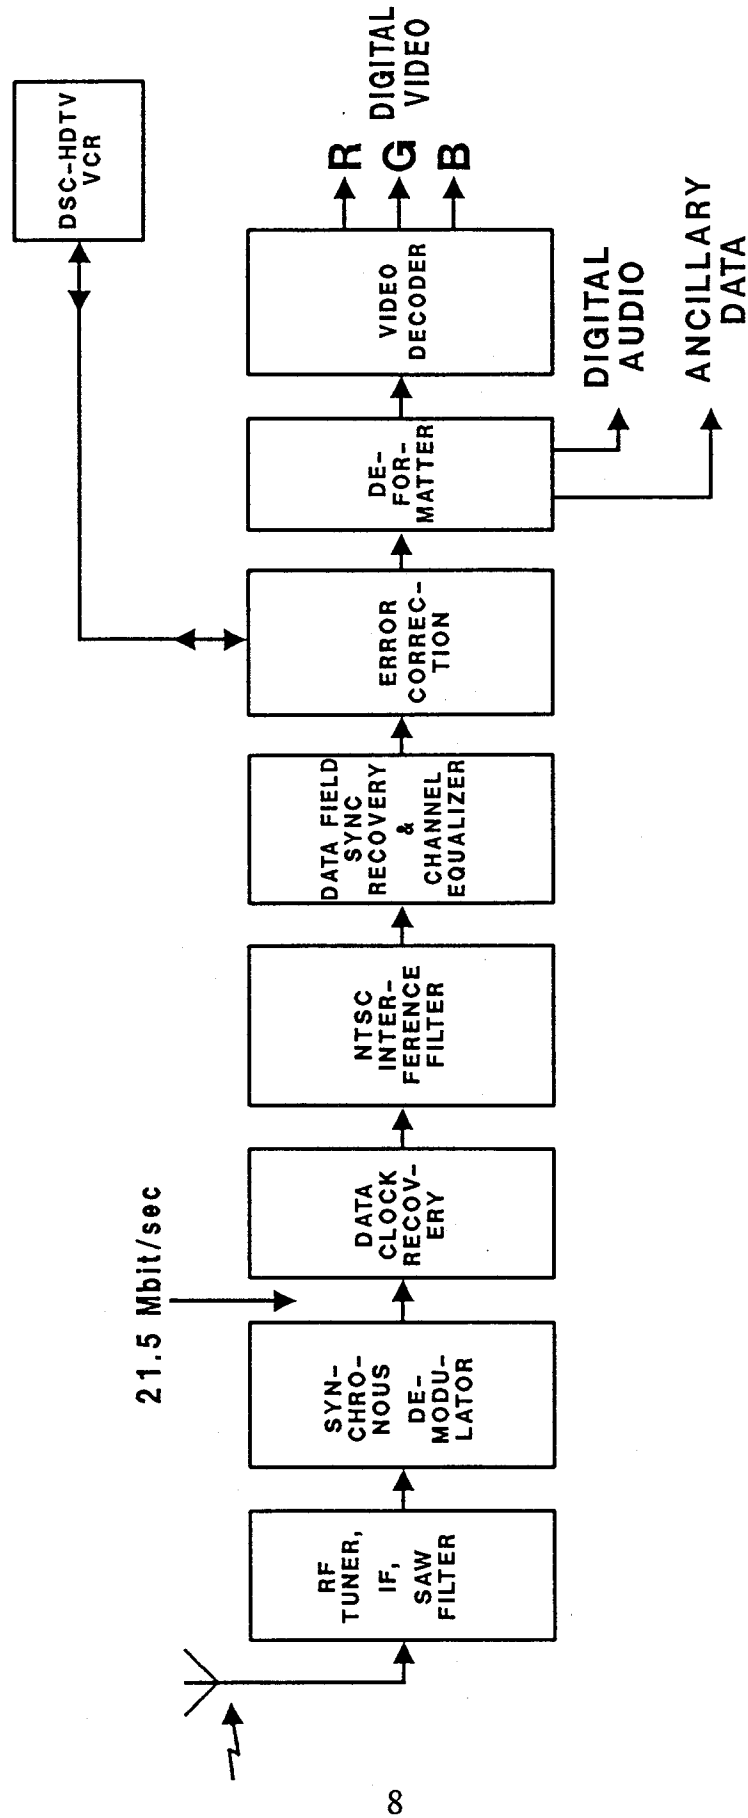 DSC-HDTV
VCR
21.5 Mbit/sec
RF
TUNER,
IF,
SAW
FILTER
SYN-
CHRO-
NOUS
DE-
MODU-
LATOR
DATA
CLOCK
RECOV-
ERY
NTSC
INTER-
FERENCE
FILTER
DATA FIELD
SYNC
RECOVERY
&
CHANNEL
EQUALIZER
ERROR
CORREC-
TION
DE-
FOR-
MATTER
VIDEO
DECODER
R
G
B
DIGITAL
VIDEO
DIGITAL
AUDIO
ANCILLARY
DATA
8